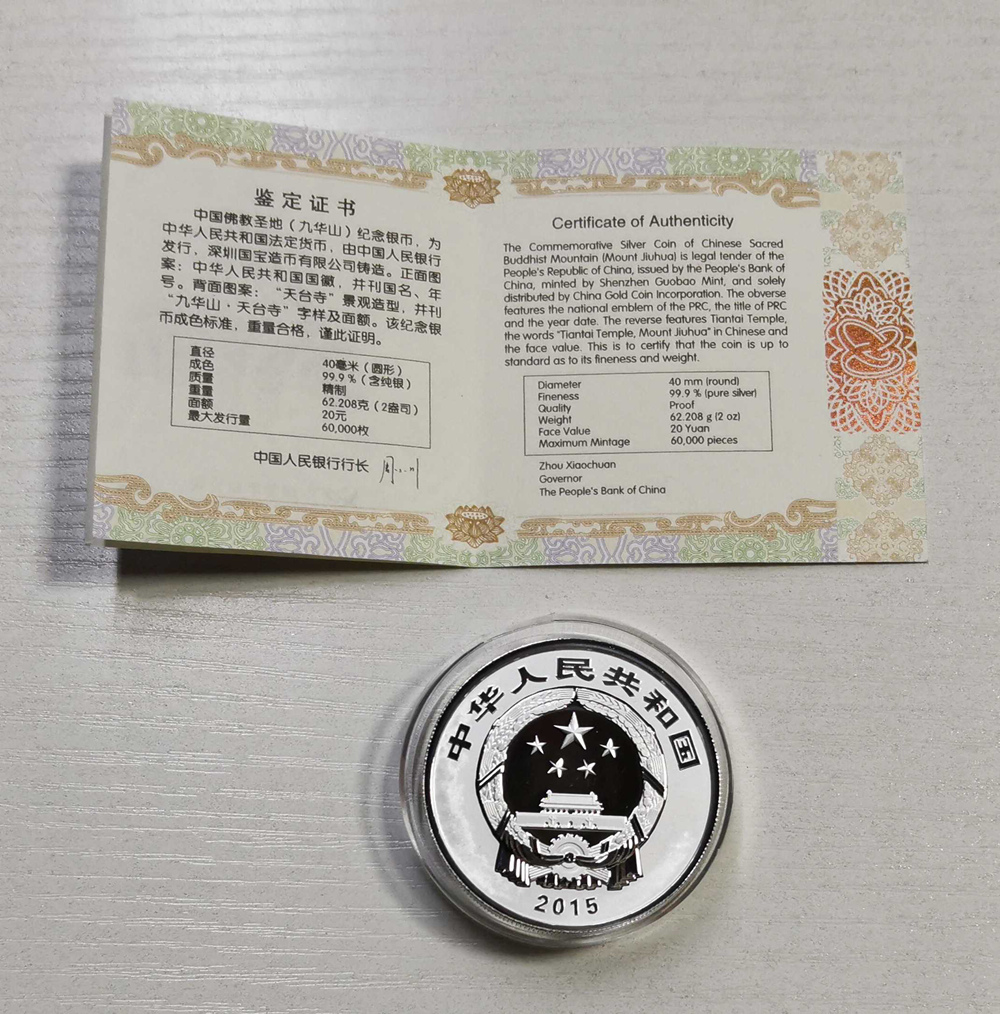 鉴定证书
中国佛教圣地（九华山）纪念银币，为
中华人民共和国法定货币，由中国人民银行
发行，深圳国宝造币有限公司铸造。正面图
案：中华人民共和国国徽，并刊国名、年
号。背面图案：“天台寺”景观造型，并刊
“九华山·天台寺”字样及面额。该纪念银
币成色标准，重量合格，谨此证明。
直径 40毫米（圆形）
成色 99.9％（含纯银）
质量 精制
重量 62.208克（2盎司）
面额 20元
最大发行量 60,000枚
中国人民银行行长
Certificate of Authenticity
The Commemorative Silver Coin of Chinese Sacred
Buddhist Mountain (Mount Jiuhua) is legal tender of the
People's Republic of China, issued by the People's Bank of
China, minted by Shenzhen Guobao Mint, and solely
distributed by China Gold Coin Incorporation. The obverse
features the national emblem of the PRC, the title of PRC
and the year date. The reverse features Tiantai Temple,
the words "Tiantai Temple, Mount Jiuhua" in Chinese and
the face value. This is to certify that the coin is up to
standard as to its fineness and weight.
Diameter 40 mm (round)
Fineness 99.9 % (pure silver)
Quality Proof
Weight 62.208 g (2 oz)
Face Value 20 Yuan
Maximum Mintage 60,000 pieces
Zhou Xiaochuan
Governor
The People's Bank of China
中华人民共和国
2015